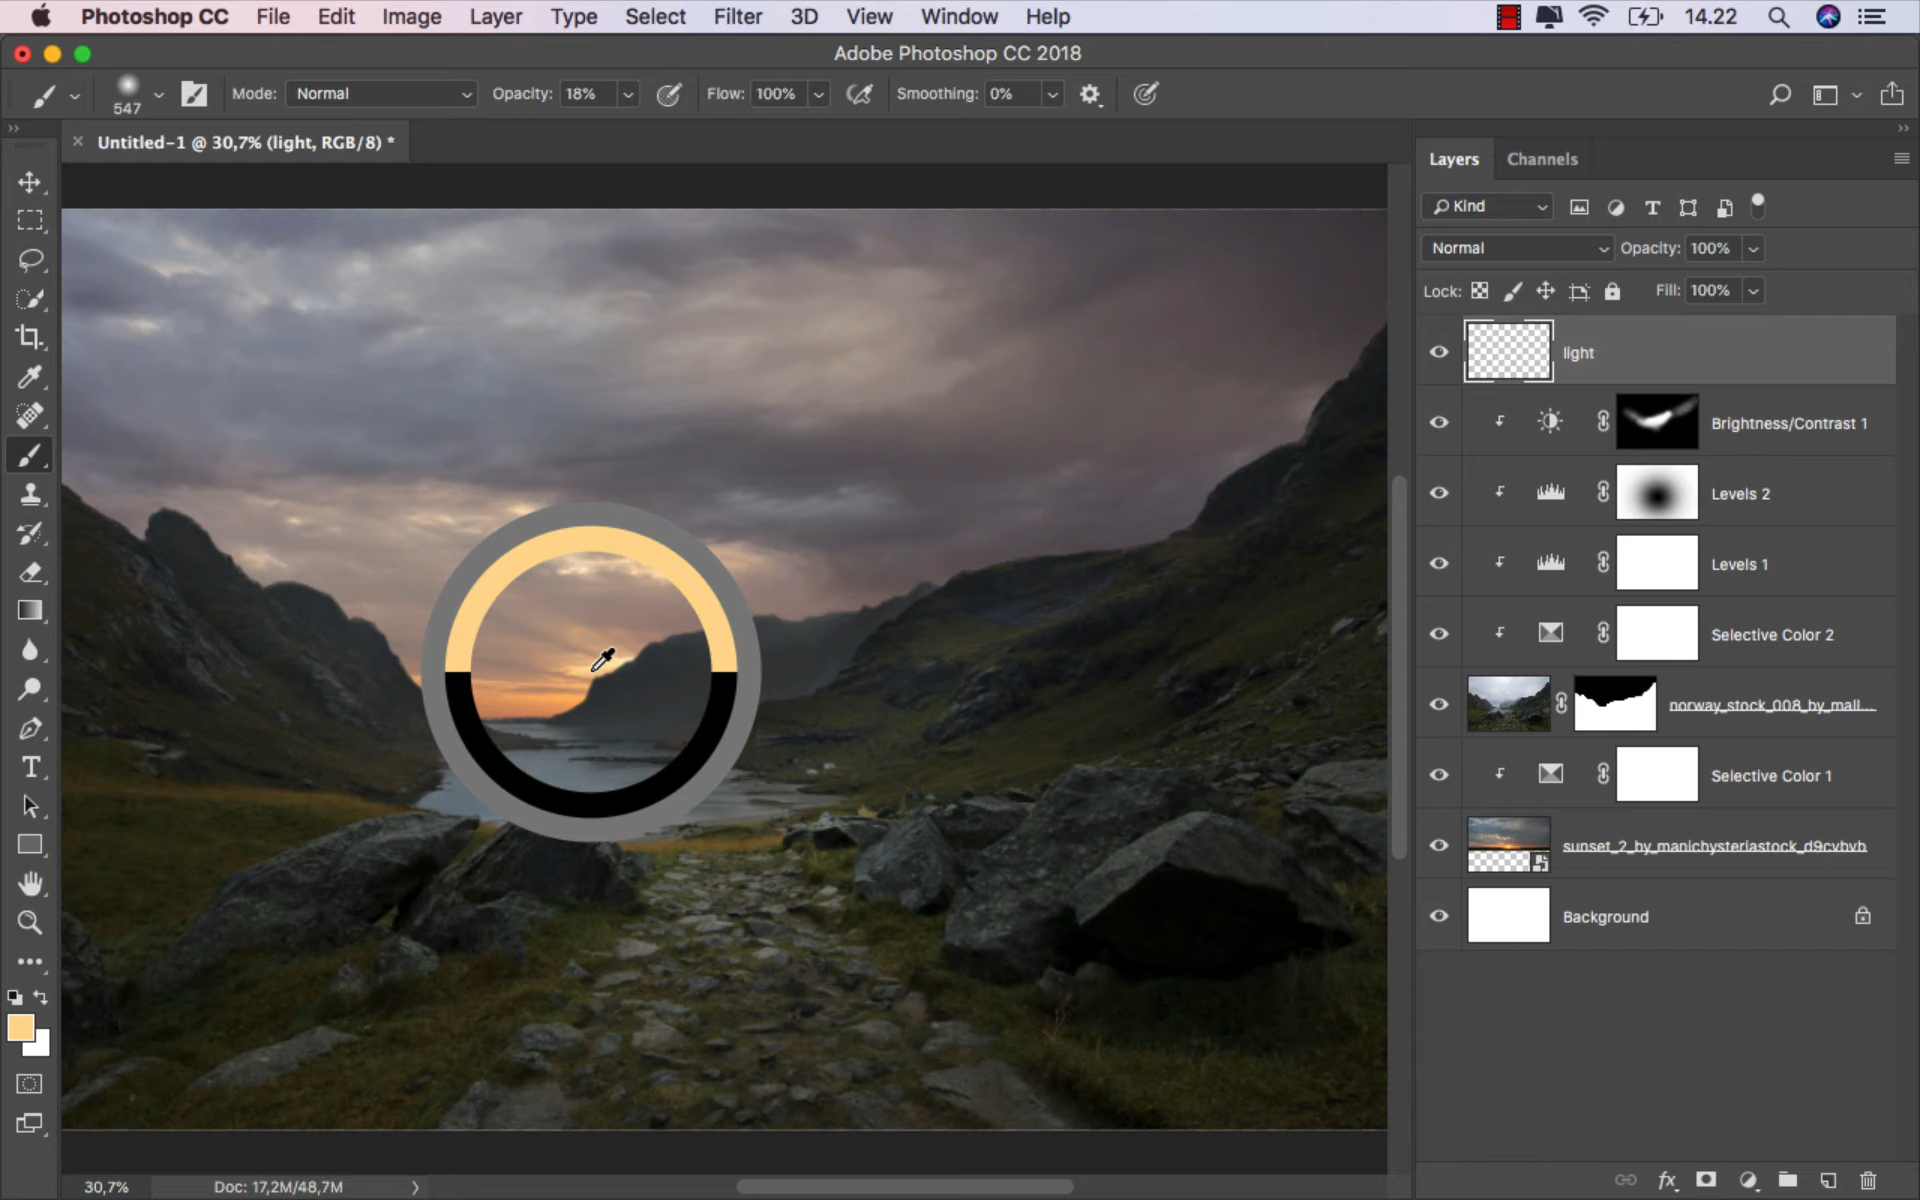 Photoshop CC File Edit Image Layer Type Select Filter 3D View Window Help 14.22
Adobe Photoshop CC 2018
547 Mode: Normal Opacity: 18% Flow: 100% Smoothing: 0%
Untitled-1 @ 30,7% (light, RGB/8) *
Layers Channels
Kind
Normal Opacity: 100%
Lock: Fill: 100%
light
Brightness/Contrast 1
Levels 2
Levels 1
Selective Color 2
norway_stock_008_by_mall...
Selective Color 1
sunset_2_by_manichysteriastock_d9cvbvb
Background
30,7% Doc: 17,2M/48,7M